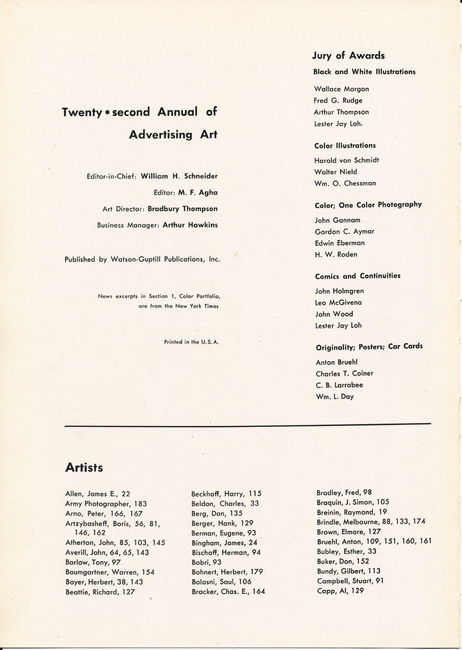 Twenty•second Annual of
Advertising Art
Editor-in-Chief: William H. Schneider
Editor: M. F. Agha
Art Director: Bradbury Thompson
Business Manager: Arthur Hawkins
Published by Watson-Guptill Publications, Inc.
News excerpts in Section 1, Color Portfolio,
are from the New York Times
Printed in the U.S.A.
Jury of Awards
Black and White Illustrations
Wallace Morgan
Fred G. Rudge
Arthur Thompson
Lester Jay Loh.
Color Illustrations
Harold von Schmidt
Walter Nield
Wm. O. Chessman
Color; One Color Photography
John Gannam
Gordon C. Aymar
Edwin Eberman
H. W. Roden
Comics and Continuities
John Holmgren
Leo McGivena
John Wood
Lester Jay Loh
Originality; Posters; Car Cards
Anton Bruehl
Charles T. Coiner
C. B. Larrabee
Wm. L. Day
Artists
Allen, James E., 22
Army Photographer, 183
Arno, Peter, 166, 167
Artzybasheff, Boris, 56, 81,
146, 162
Atherton, John, 85, 103, 145
Averill, John, 64, 65, 143
Barlow, Tony, 97
Baumgartner, Warren, 154
Bayer, Herbert, 38, 143
Beattie, Richard, 127
Beckhoff, Harry, 115
Beldon, Charles, 33
Berg, Don, 135
Berger, Hank, 129
Berman, Eugene, 93
Bingham, James, 24
Bischoff, Herman, 94
Bobri, 93
Bohnert, Herbert, 179
Bolasni, Saul, 106
Bracker, Chas. E., 164
Bradley, Fred, 98
Braquin, J. Simon, 105
Breinin, Raymond, 19
Brindle, Melbourne, 88, 133, 174
Brown, Elmore, 127
Bruehl, Anton, 109, 151, 160, 161
Bubley, Esther, 33
Buker, Don, 152
Bundy, Gilbert, 113
Campbell, Stuart, 91
Capp, Al, 129